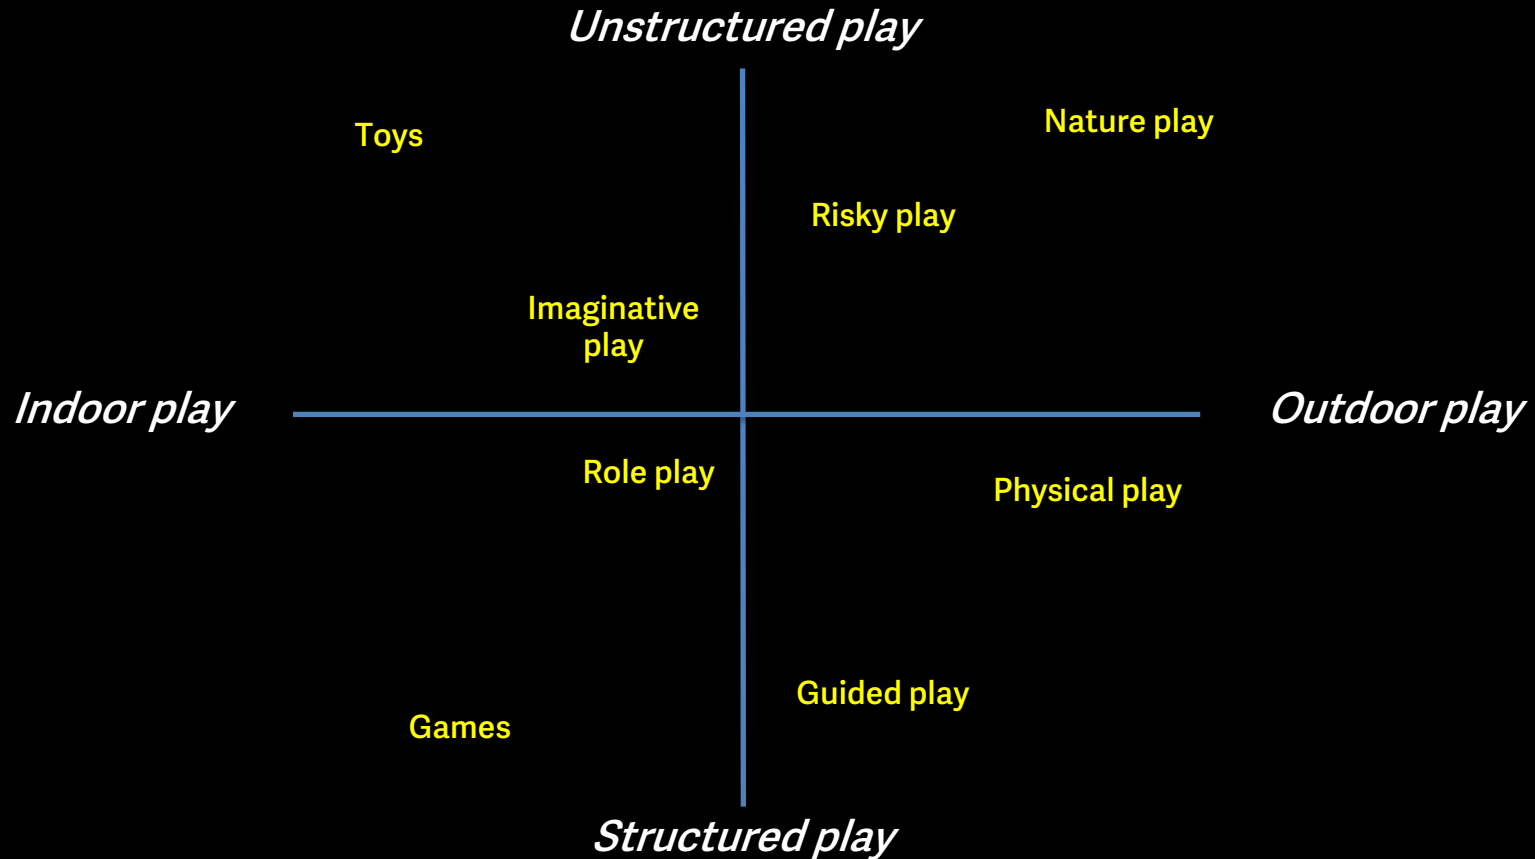 Unstructured play
Toys
Nature play
Risky play
Imaginative
play
Indoor play
Outdoor play
Role play
Physical play
Guided play
Games
Structured play